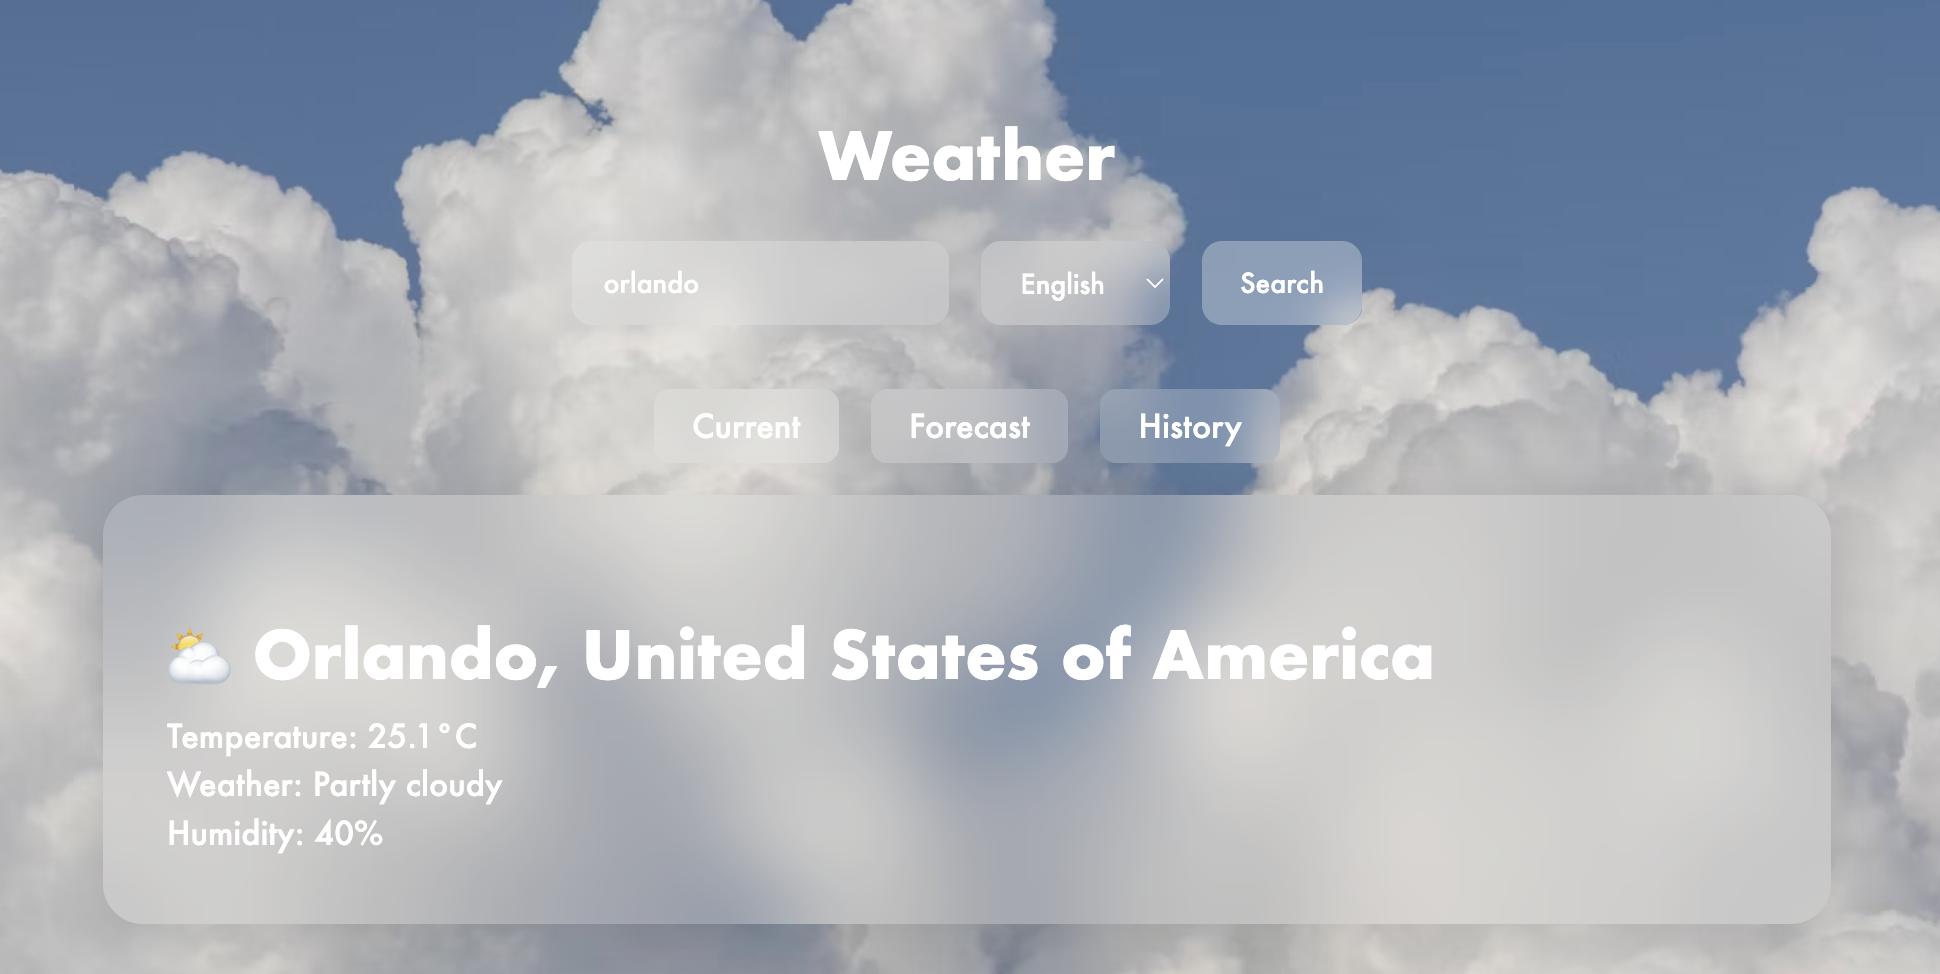 Weather
orlando
English
Search
Current
Forecast
History
Orlando, United States of America
Temperature: 25.1°C
Weather: Partly cloudy
Humidity: 40%